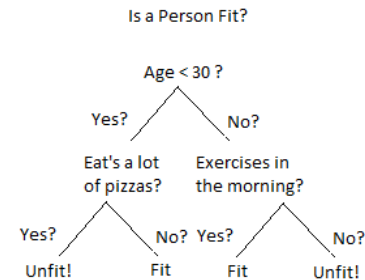 Is a Person Fit?
Age < 30 ?
Yes?
No?
Eat's a lot
of pizzas?
Exercises in
the morning?
Yes?
No?
Yes?
No?
Unfit!
Fit
Fit
Unfit!